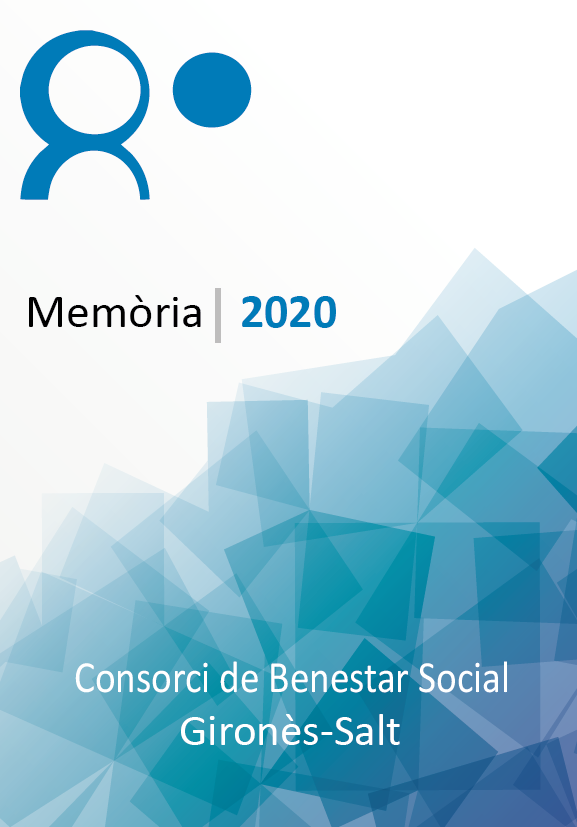 Memòria | 2020
Consorci de Benestar Social
Gironès-Salt